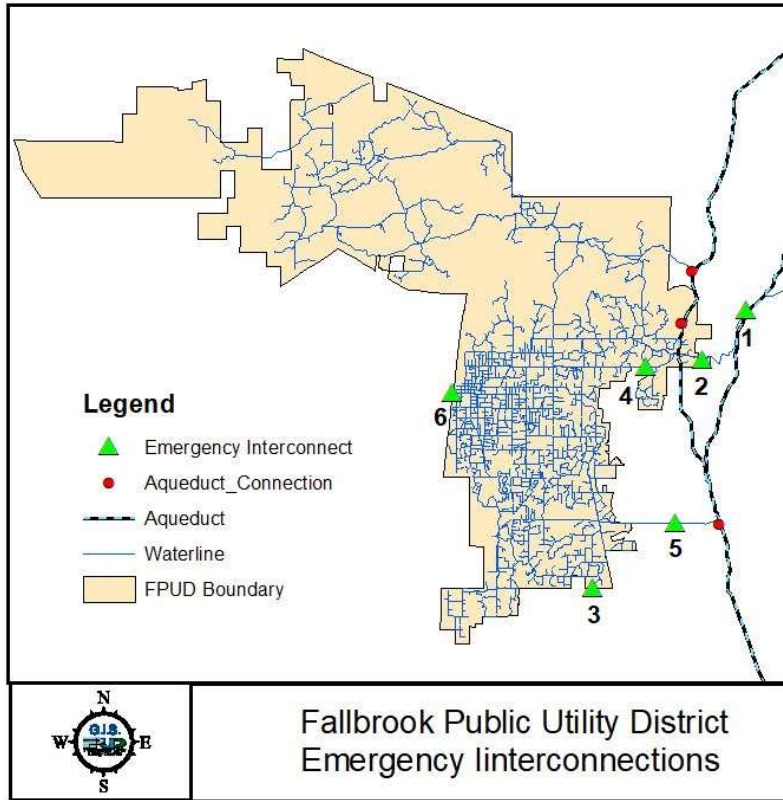 1
2
4
6
5
3
Legend
Emergency Interconnect
Aqueduct_Connection
Aqueduct
Waterline
FPUD Boundary
N
G.I.S.
W E
S
Fallbrook Public Utility District
Emergency Iinterconnections